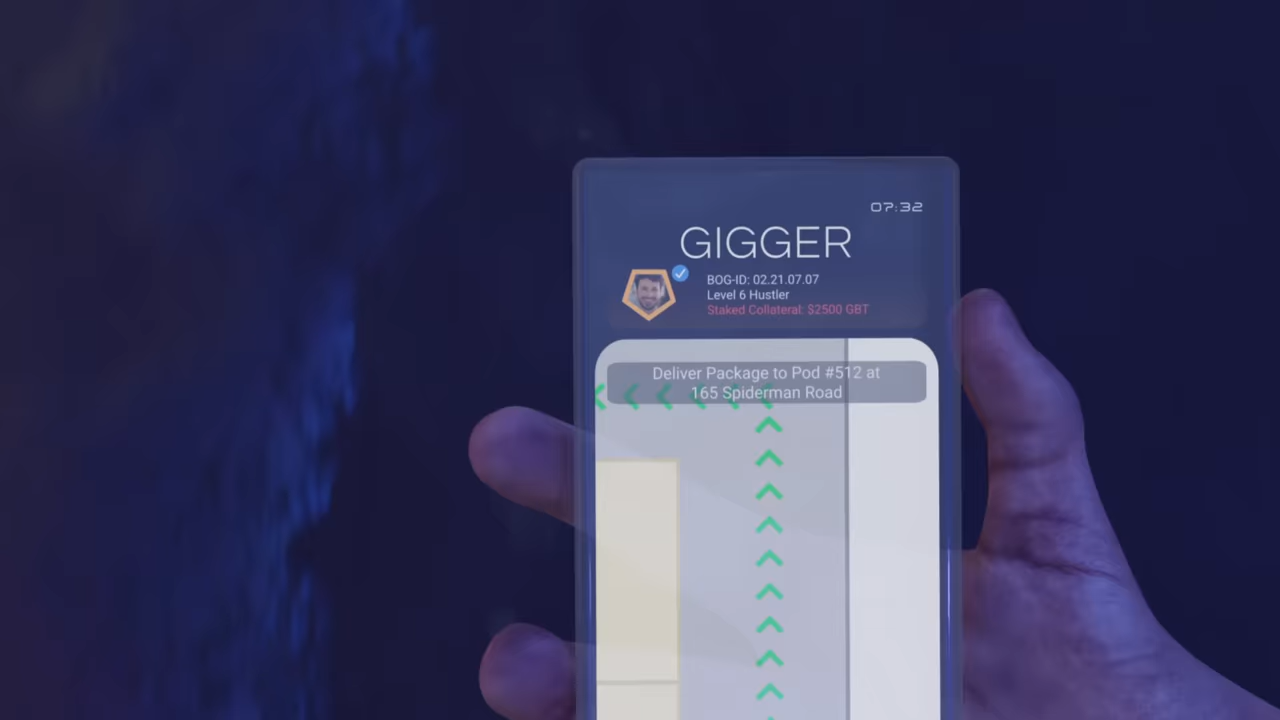 07:32
GIGGER
BOG-ID: 02.21.07.07
Level 6 Hustler
Staked Collateral: $2500 GBT
Deliver Package to Pod #512 at
165 Spiderman Road